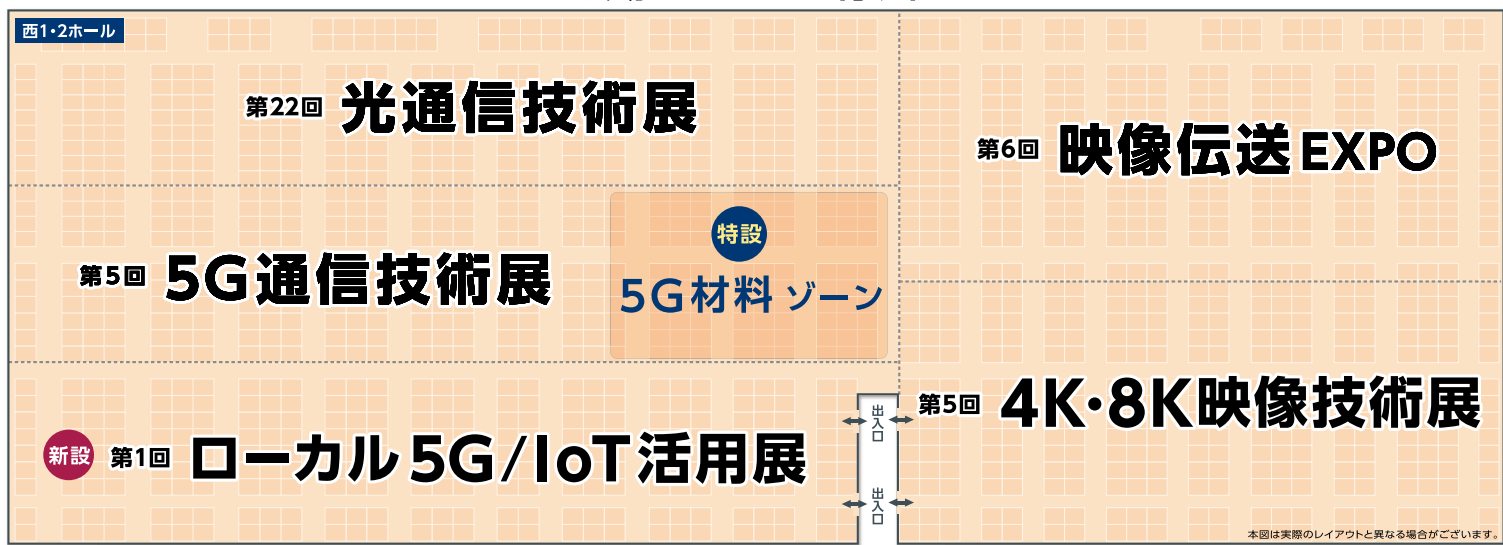 西1・2ホール
第22回 光通信技術展
第6回 映像伝送EXPO
特設
5G材料 ゾーン
第5回 5G通信技術展
第5回 4K・8K映像技術展
出入口
新設 第1回 ローカル5G/IoT活用展
出入口
本図は実際のレイアウトと異なる場合がございます。